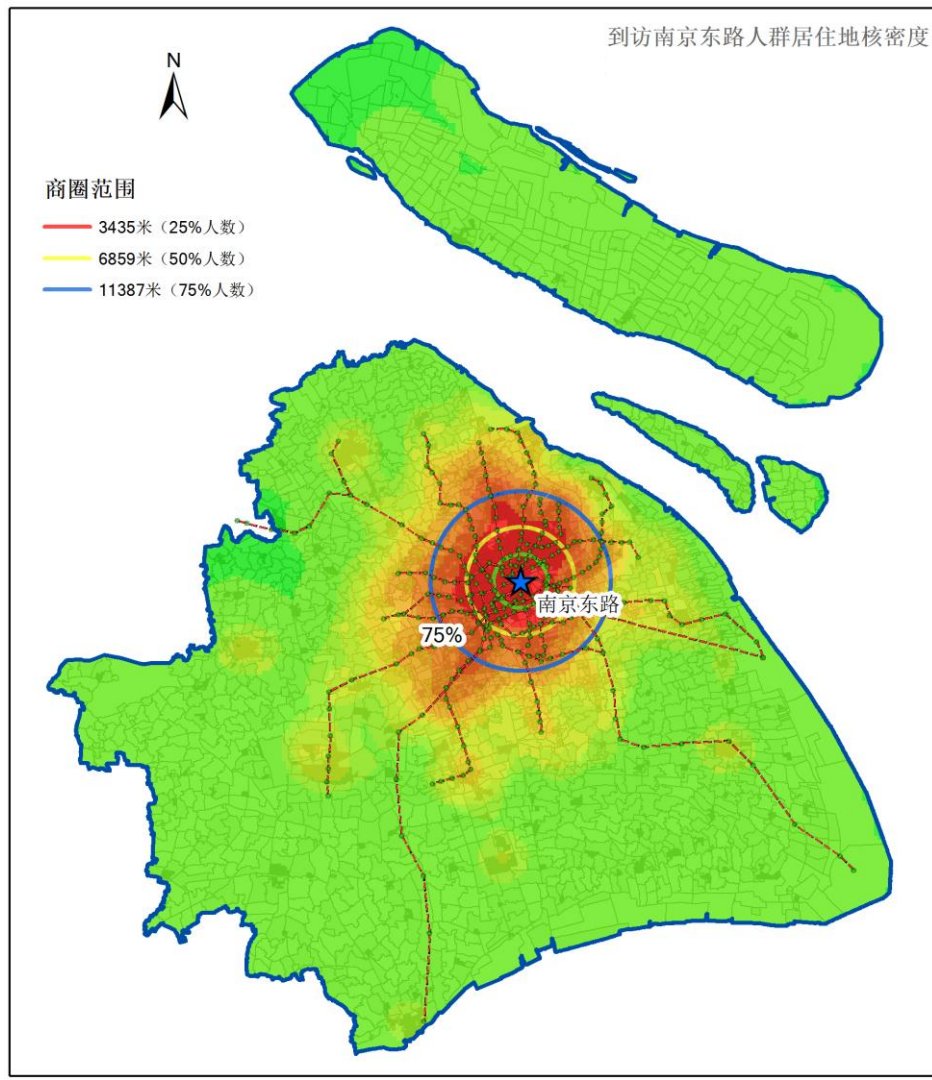 到访南京东路人群居住地核密度
N
商圈范围
3435米（25%人数）
6859米（50%人数）
11387米（75%人数）
南京东路
75%